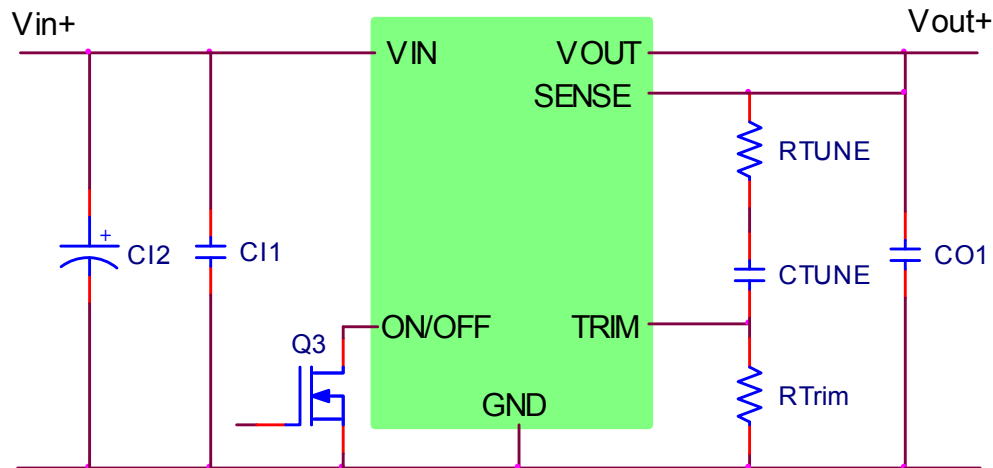 Vin+
Vout+
VIN
VOUT
SENSE
RTUNE
+
CI2
CI1
CTUNE
CO1
ON/OFF
TRIM
Q3
RTrim
GND